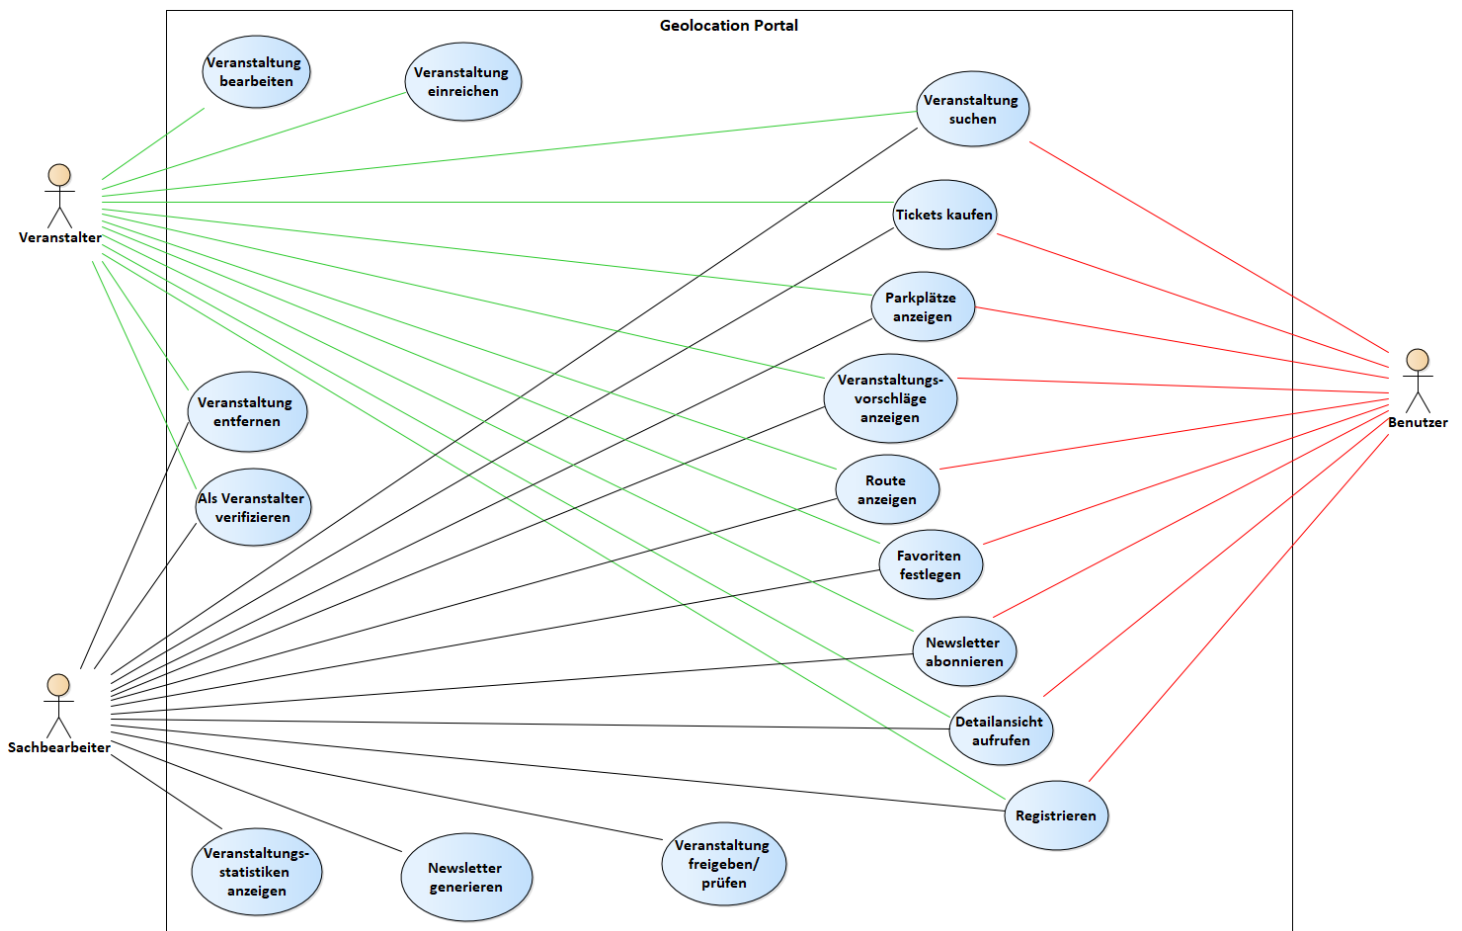 Geolocation Portal
Veranstaltung
bearbeiten
Veranstaltung
einreichen
Veranstaltung
suchen
Veranstalter
Tickets kaufen
Parkplätze
anzeigen
Veranstaltungs-
vorschläge
anzeigen
Benutzer
Veranstaltung
entfernen
Route
anzeigen
Als Veranstalter
verifizieren
Favoriten
festlegen
Newsletter
abonnieren
Detailansicht
aufrufen
Sachbearbeiter
Registrieren
Veranstaltungs-
statistiken
anzeigen
Newsletter
generieren
Veranstaltung
freigeben/
prüfen